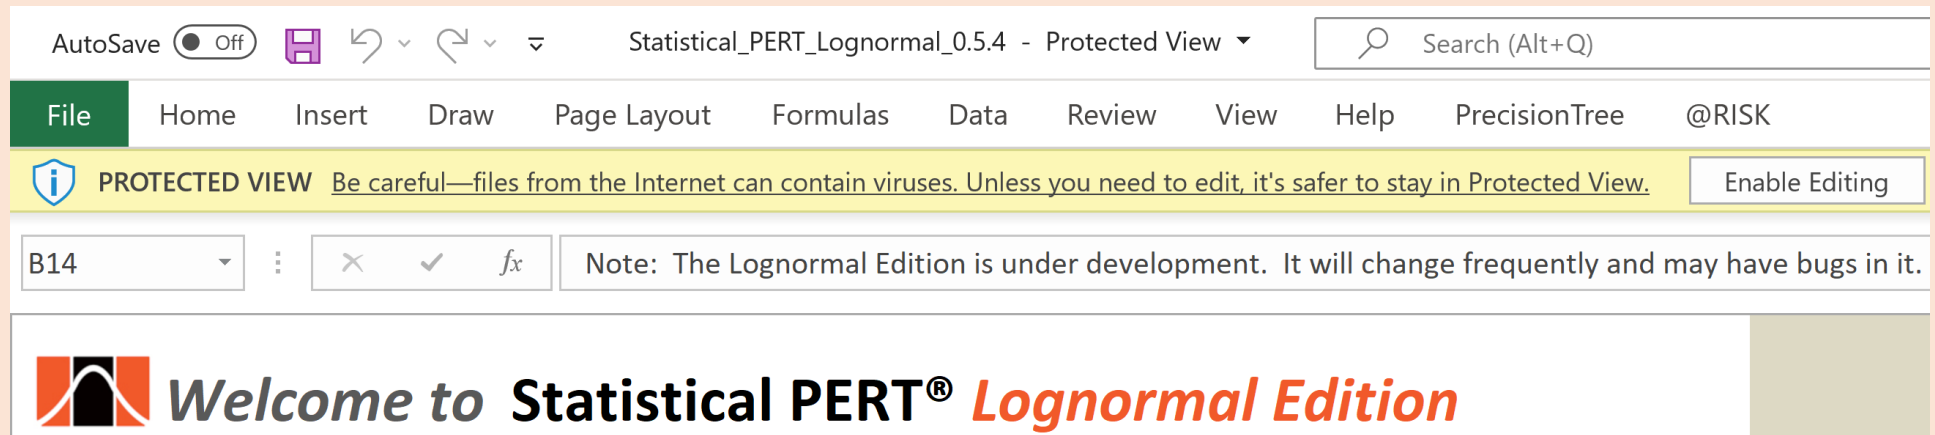 AutoSave Off Statistical_PERT_Lognormal_0.5.4 - Protected View Search (Alt+Q)
File Home Insert Draw Page Layout Formulas Data Review View Help PrecisionTree @RISK
PROTECTED VIEW Be careful—files from the Internet can contain viruses. Unless you need to edit, it's safer to stay in Protected View. Enable Editing
B14 fx Note:  The Lognormal Edition is under development.  It will change frequently and may have bugs in it.
Welcome to Statistical PERT® Lognormal Edition